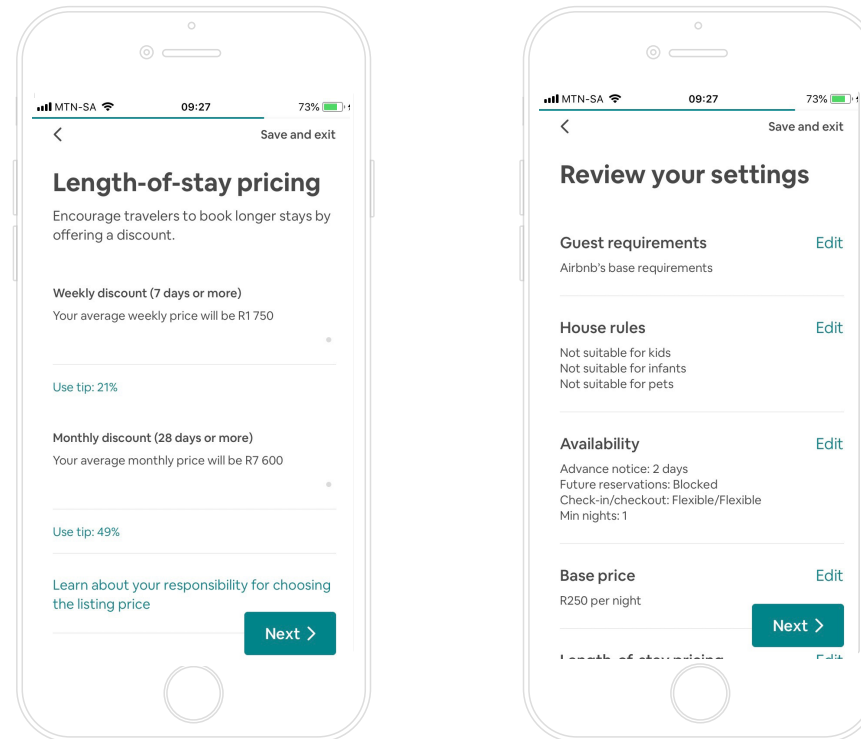 MTN-SA 09:27 73%
Save and exit
Length-of-stay pricing
Encourage travelers to book longer stays by
offering a discount.
Weekly discount (7 days or more)
Your average weekly price will be R1 750
Use tip: 21%
Monthly discount (28 days or more)
Your average monthly price will be R7 600
Use tip: 49%
Learn about your responsibility for choosing
the listing price
Next
MTN-SA 09:27 73%
Save and exit
Review your settings
Guest requirements Edit
Airbnb's base requirements
House rules Edit
Not suitable for kids
Not suitable for infants
Not suitable for pets
Availability Edit
Advance notice: 2 days
Future reservations: Blocked
Check-in/checkout: Flexible/Flexible
Min nights: 1
Base price Edit
R250 per night
Next
Length-of-stay pricing Edit